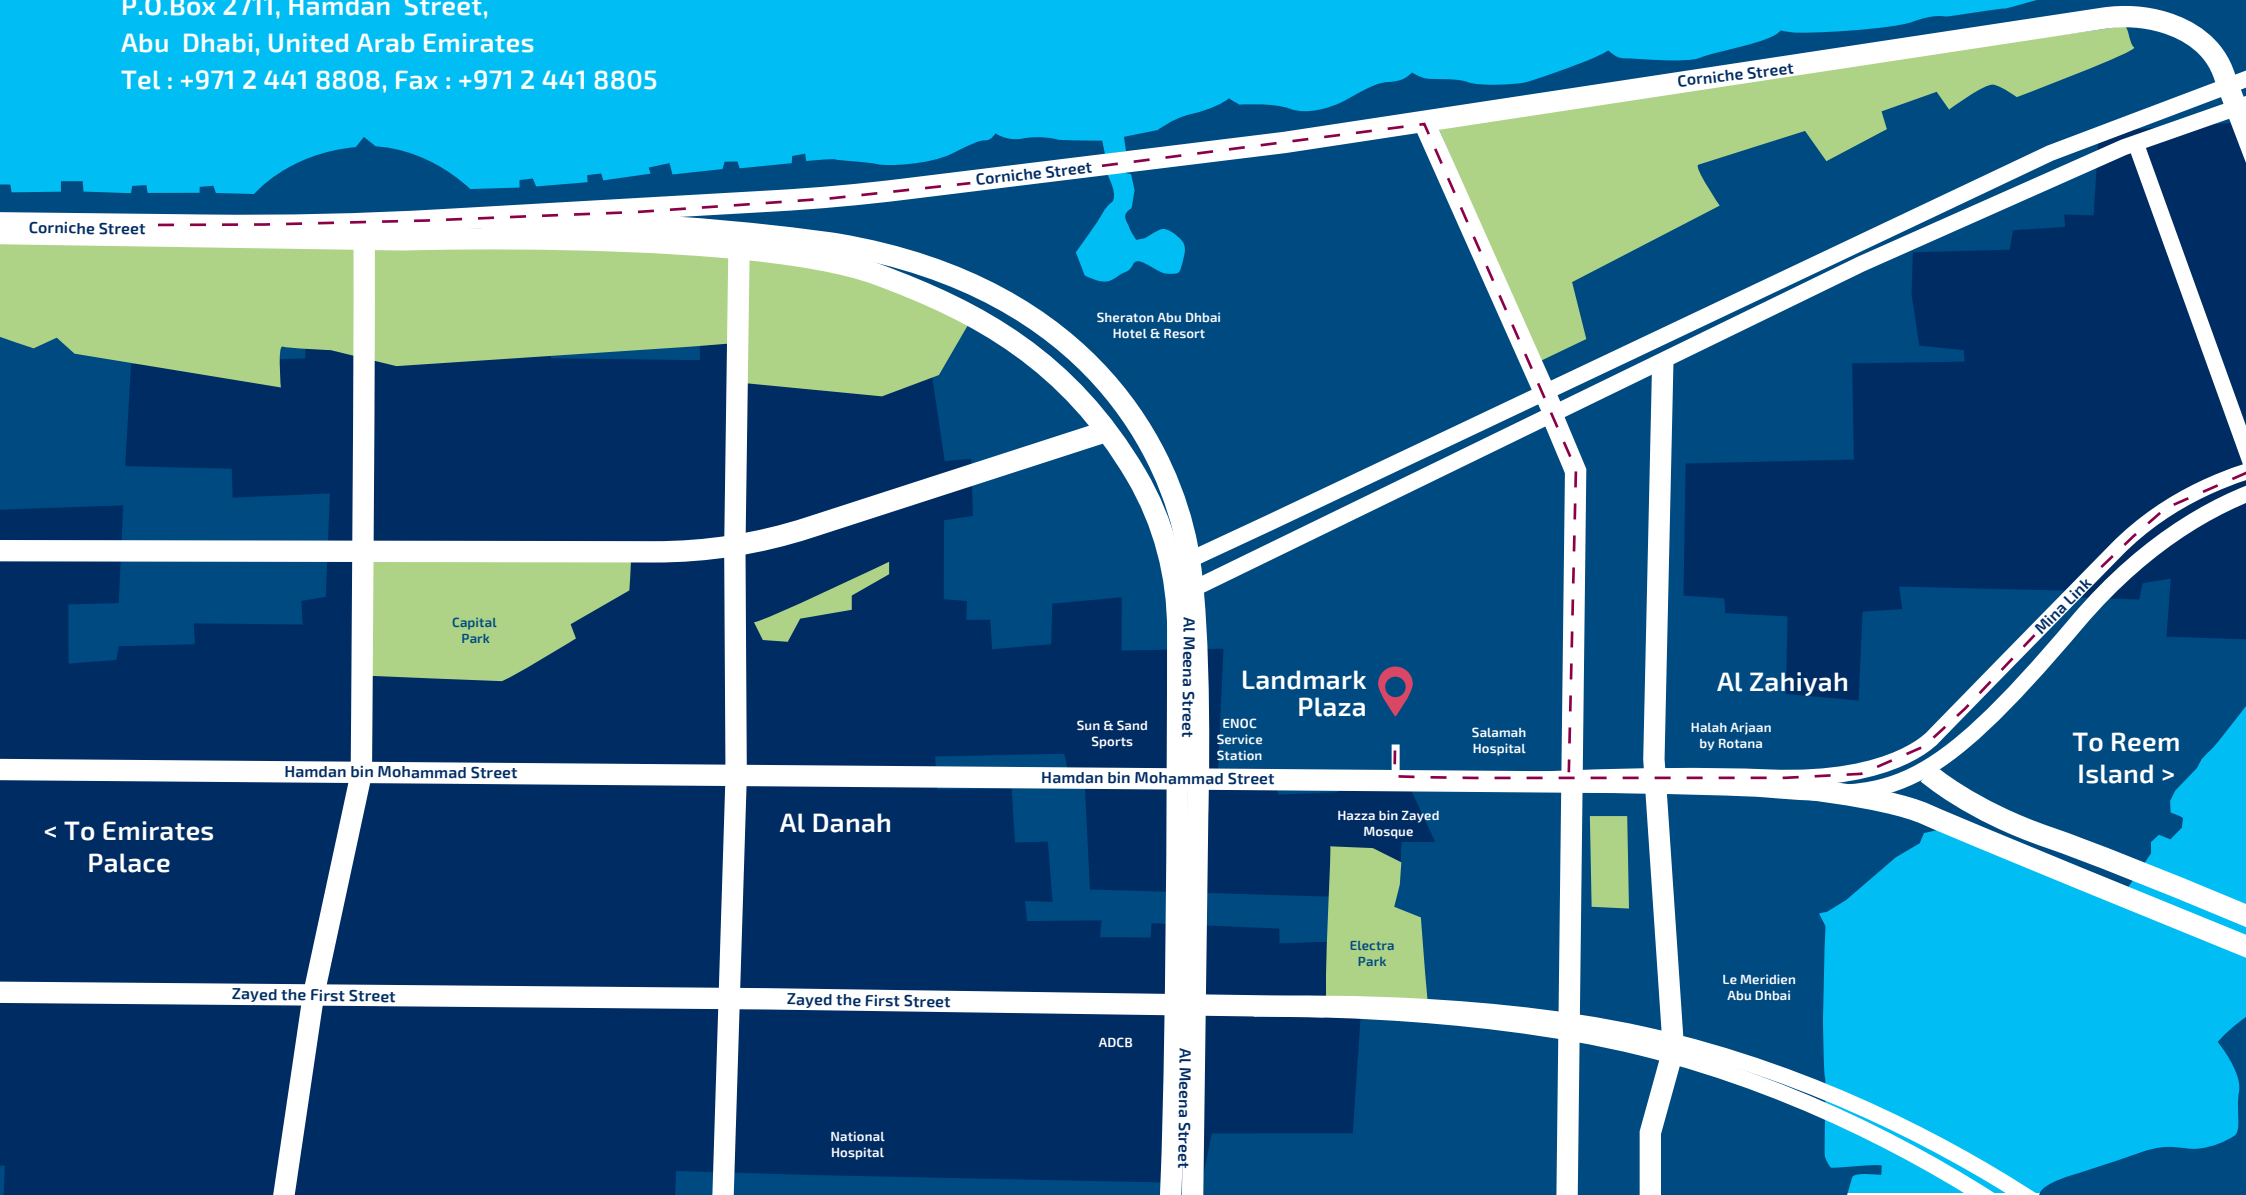 P.O.Box 2711, Hamdan Street,
Abu Dhabi, United Arab Emirates
Tel : +971 2 441 8808, Fax : +971 2 441 8805
Corniche Street
Corniche Street
Corniche Street
Sheraton Abu Dhbai
Hotel & Resort
Capital
Park
Mina Link
Al Meena Street
Landmark
Plaza
Al Zahiyah
Sun & Sand
Sports
ENOC
Service
Station
Salamah
Hospital
Halah Arjaan
by Rotana
To Reem
Island >
Hamdan bin Mohammad Street
Hamdan bin Mohammad Street
< To Emirates
Palace
Al Danah
Hazza bin Zayed
Mosque
Electra
Park
Le Meridien
Abu Dhbai
Zayed the First Street
Zayed the First Street
ADCB
Al Meena Street
National
Hospital